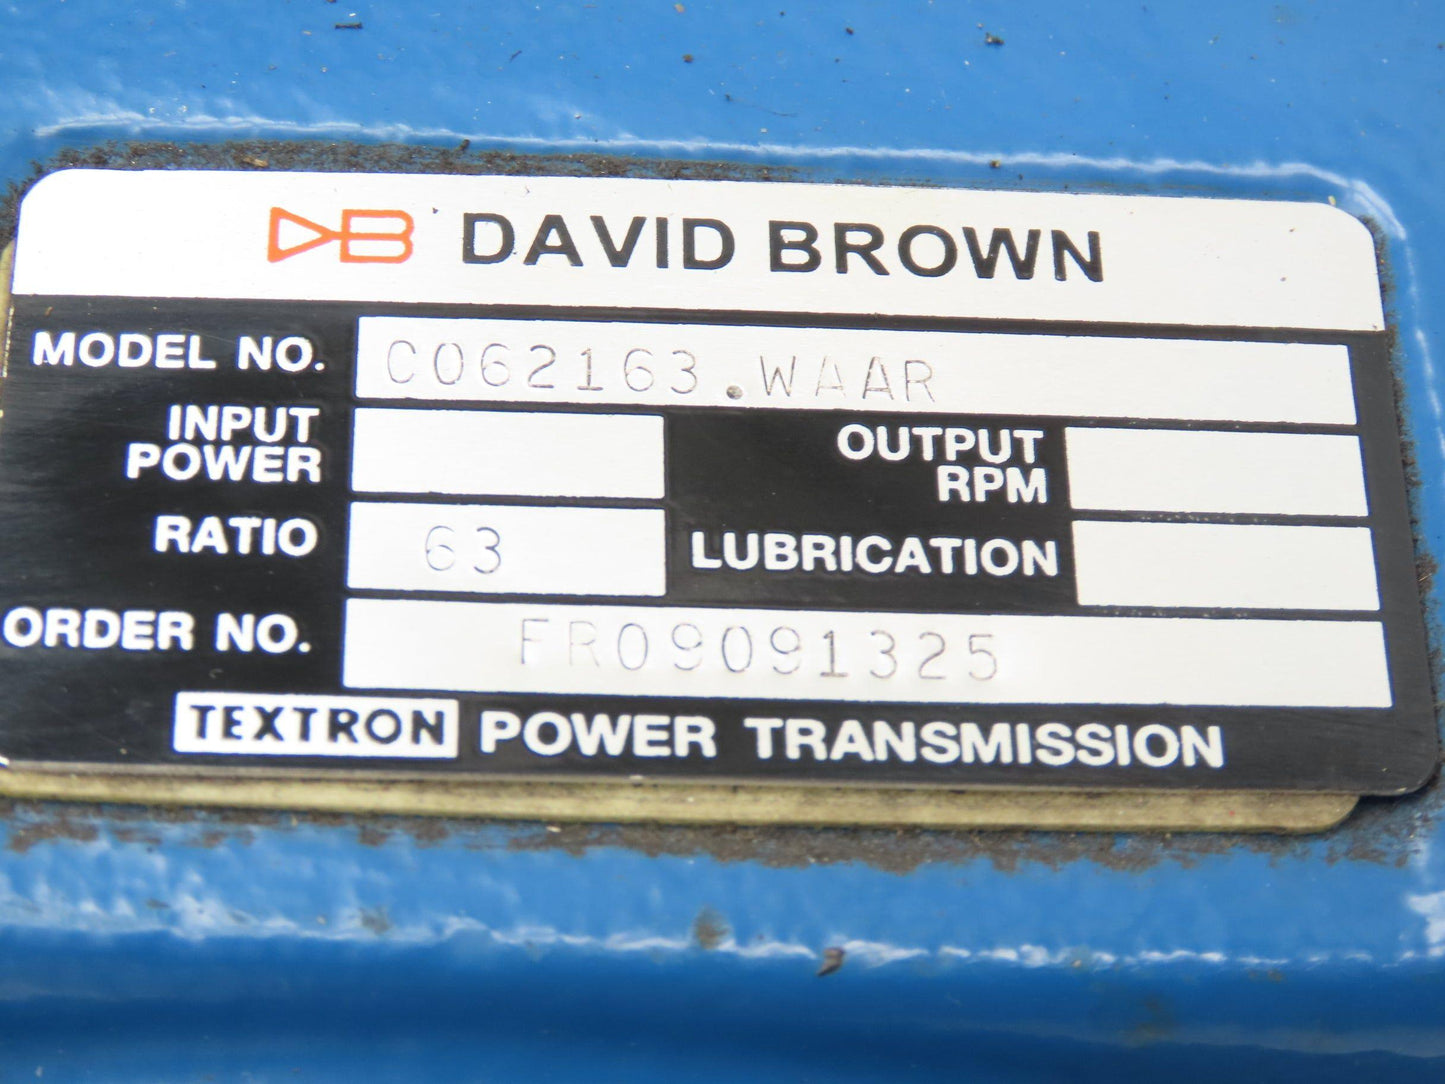 DB DAVID BROWN
MODEL NO. C062163.WAAR
INPUT POWER
OUTPUT RPM
RATIO 63
LUBRICATION
ORDER NO. FR09091325
TEXTRON POWER TRANSMISSION